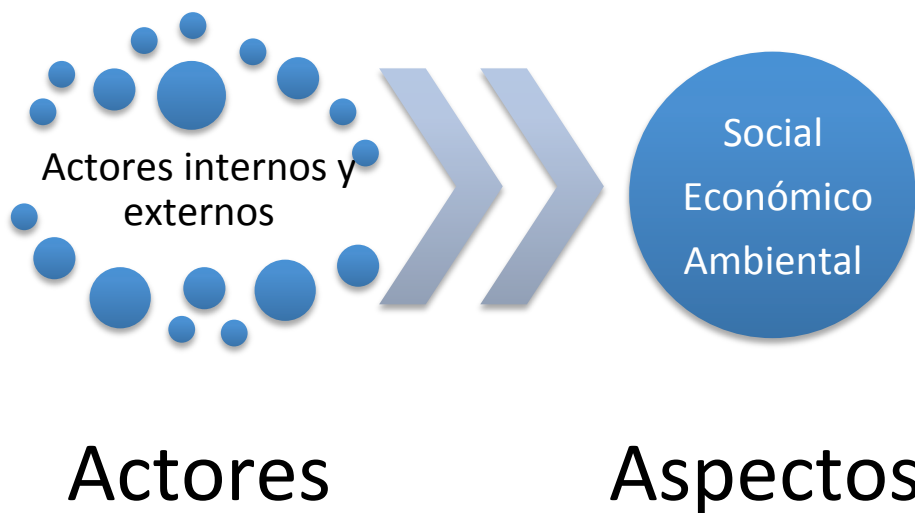 Actores internos y
externos
Social
Económico
Ambiental
Actores
Aspectos